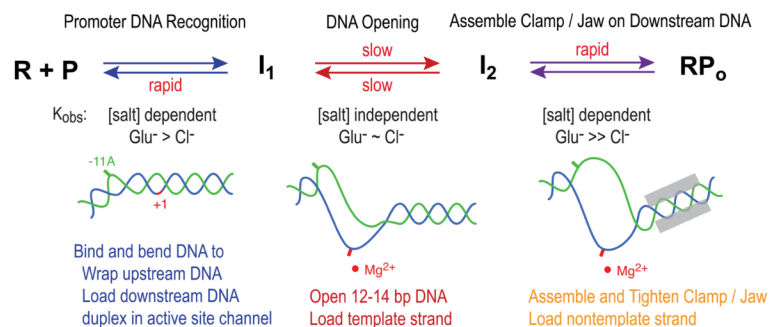 Promoter DNA Recognition DNA Opening Assemble Clamp / Jaw on Downstream DNA
slow
R + P I₁ I₂ RPₒ
rapid
rapid slow
Kobs: [salt] dependent [salt] independent [salt] dependent
Glu⁻ > Cl⁻ Glu⁻ ~ Cl⁻ Glu⁻ >> Cl⁻
-11A
+1
Mg²⁺ Mg²⁺
Bind and bend DNA to
Wrap upstream DNA
Load downstream DNA
duplex in active site channel
Open 12-14 bp DNA
Load template strand
Assemble and Tighten Clamp / Jaw
Load nontemplate strand